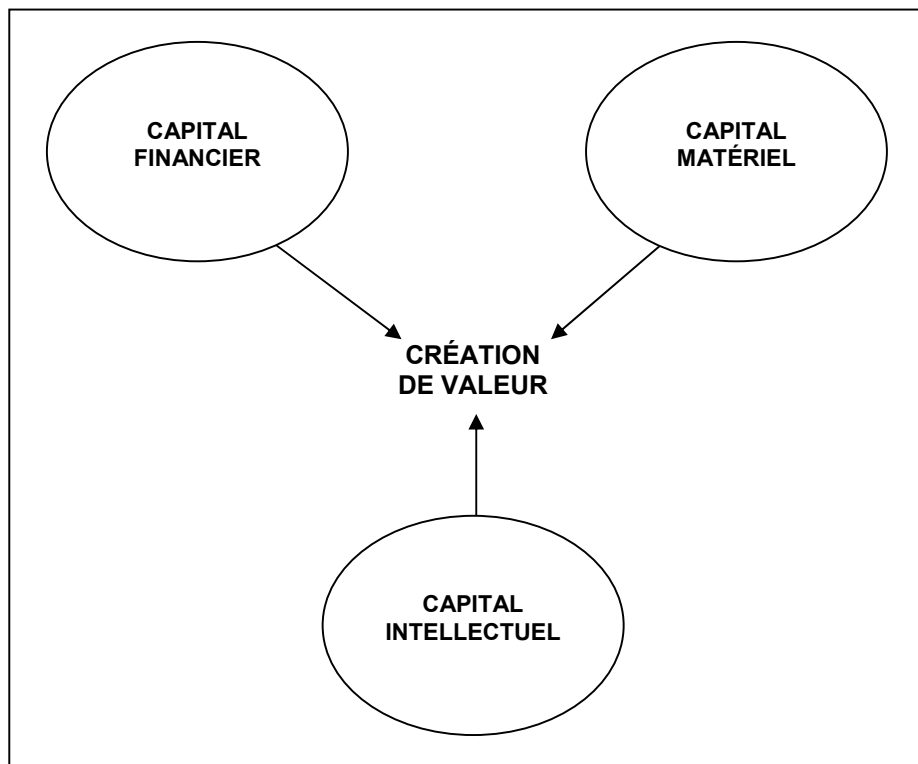 CAPITAL
FINANCIER
CAPITAL
MATÉRIEL
CRÉATION
DE VALEUR
CAPITAL
INTELLECTUEL